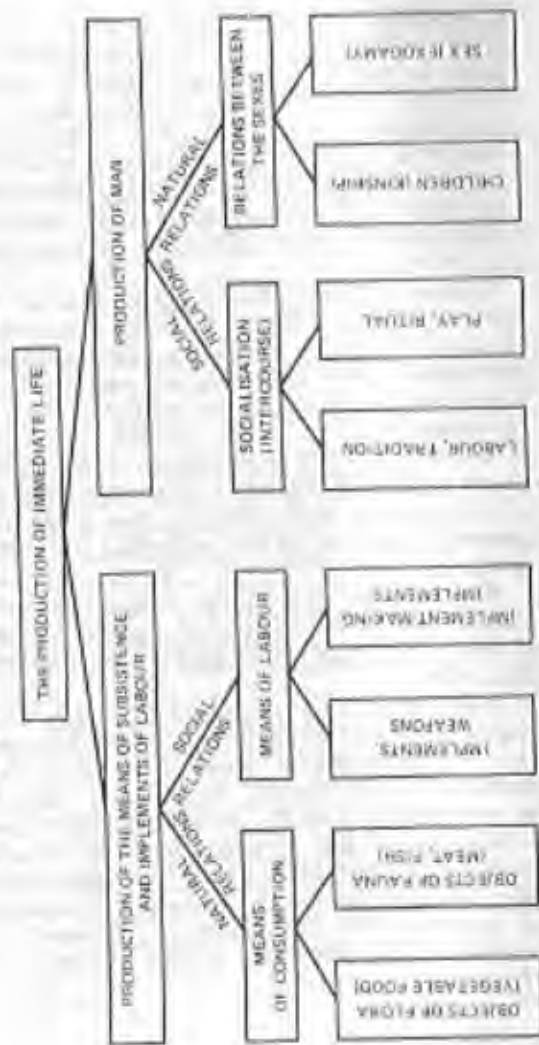 THE PRODUCTION OF IMMEDIATE LIFE
PRODUCTION OF THE MEANS OF SUBSISTENCE
AND IMPLEMENTS OF LABOUR
PRODUCTION OF MAN
NATURAL
RELATIONS
SOCIAL
RELATIONS
SOCIAL
RELATIONS
NATURAL
RELATIONS
MEANS
OF CONSUMPTION
MEANS OF LABOUR
SOCIALISATION
(INTERCOURSE)
RELATIONS BETWEEN
THE SEXES
OBJECTS OF FLORA
(VEGETABLE FOOD)
OBJECTS OF FAUNA
(MEAT, FISH)
IMPLEMENTS,
WEAPONS
IMPLEMENT MAKING
IMPLEMENTS
LABOUR, TRADITION
PLAY, RITUAL
CHILDREN (KINSHIP)
SEX (EXOGAMY)